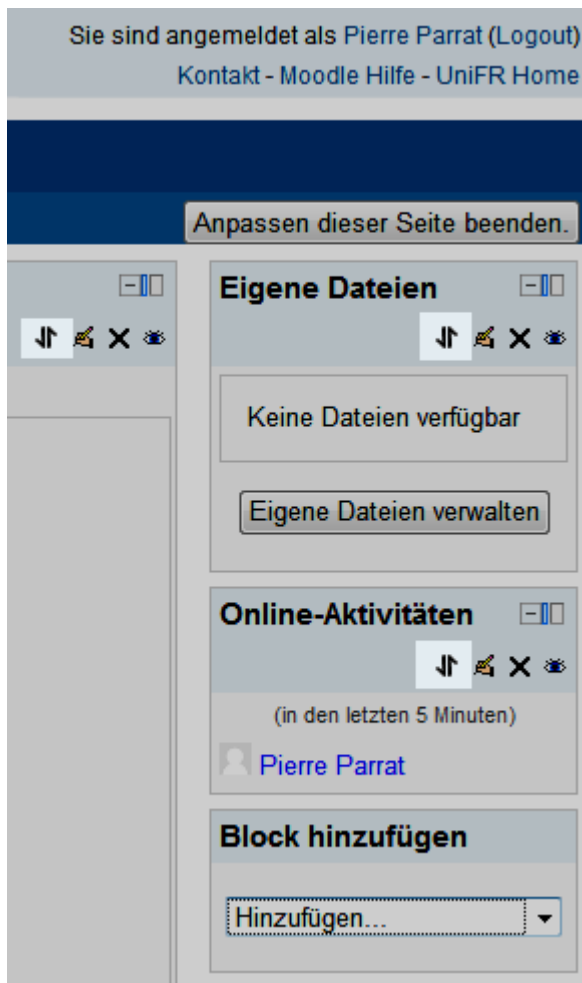 Sie sind angemeldet als Pierre Parrat (Logout)
Kontakt - Moodle Hilfe - UniFR Home
Anpassen dieser Seite beenden.
Eigene Dateien
Keine Dateien verfügbar
Eigene Dateien verwalten
Online-Aktivitäten
(in den letzten 5 Minuten)
Pierre Parrat
Block hinzufügen
Hinzufügen...